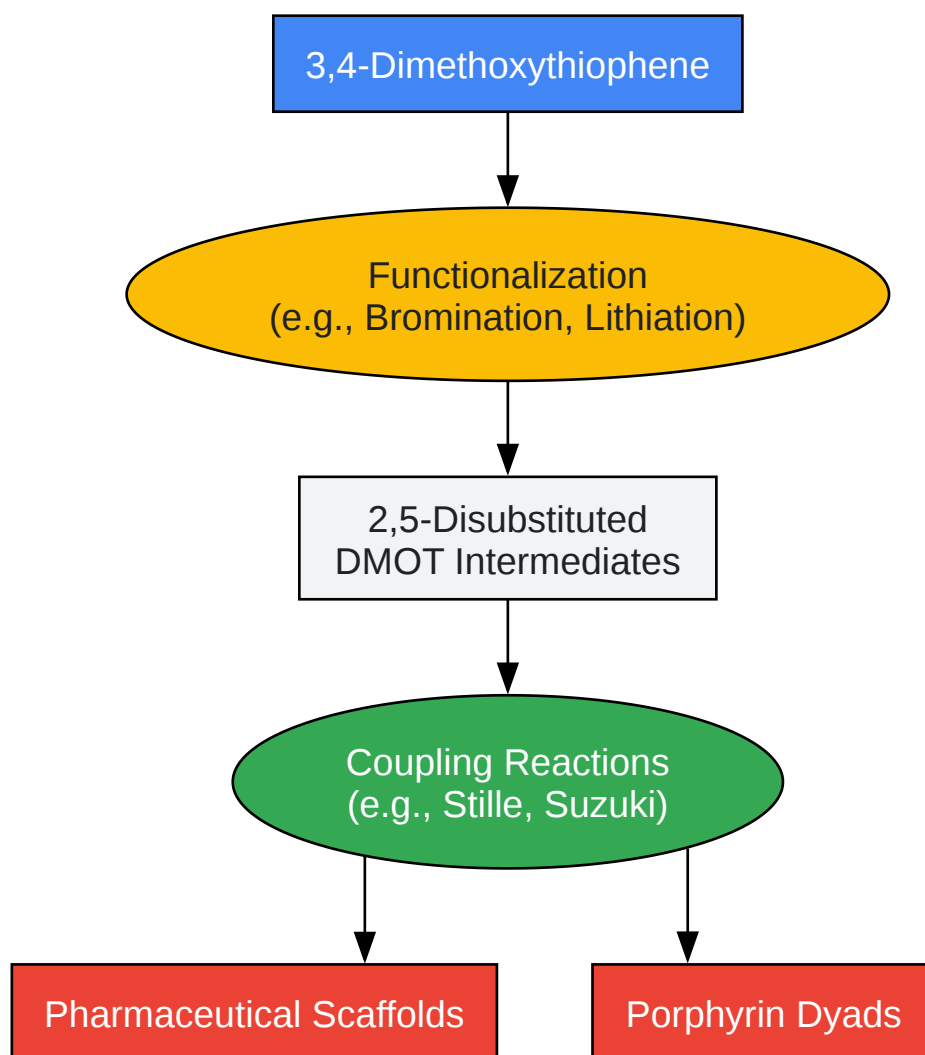 3,4-Dimethoxythiophene
Functionalization
(e.g., Bromination, Lithiation)
2,5-Disubstituted
DMOT Intermediates
Coupling Reactions
(e.g., Stille, Suzuki)
Pharmaceutical Scaffolds
Porphyrin Dyads